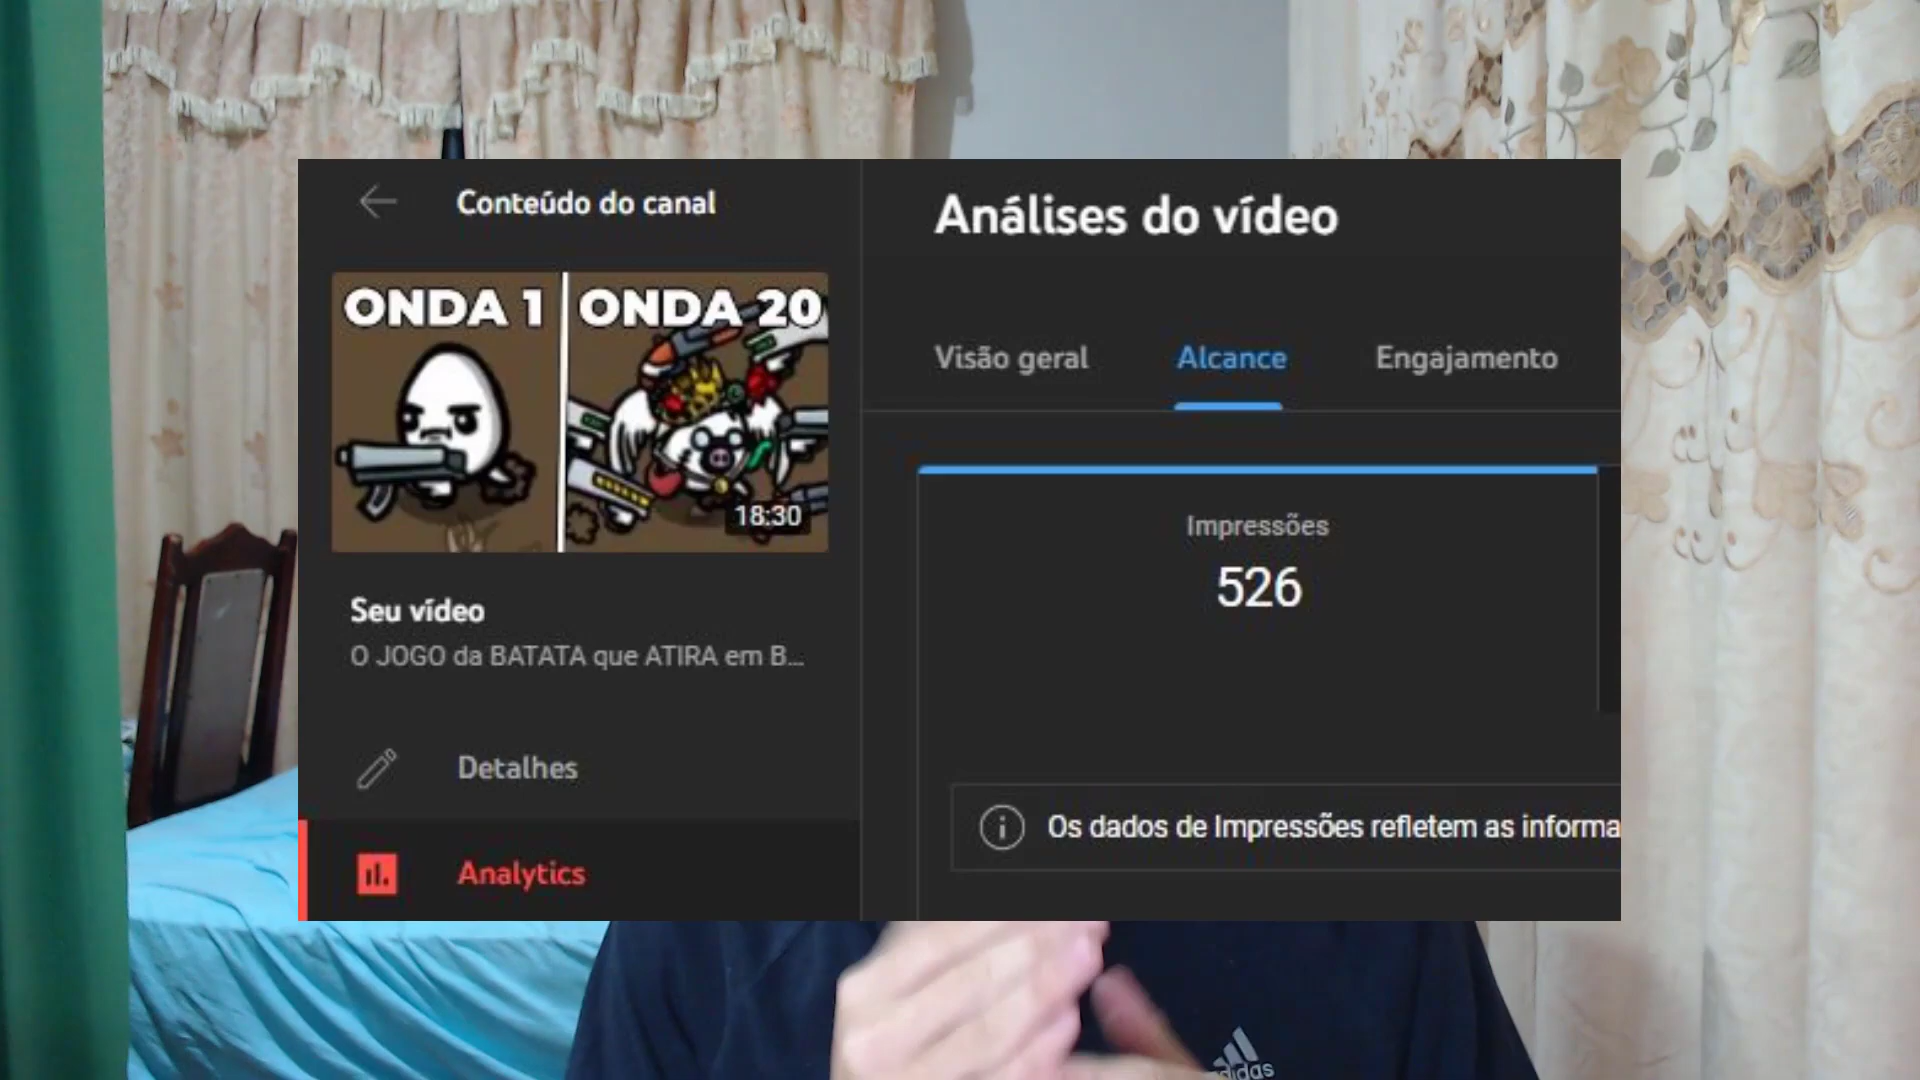 Conteúdo do canal
ONDA 1
ONDA 20
18:30
Seu vídeo
O JOGO da BATATA que ATIRA em B...
Detalhes
Analytics
Análises do vídeo
Visão geral
Alcance
Engajamento
Impressões
526
Os dados de Impressões refletem as informa
adidas